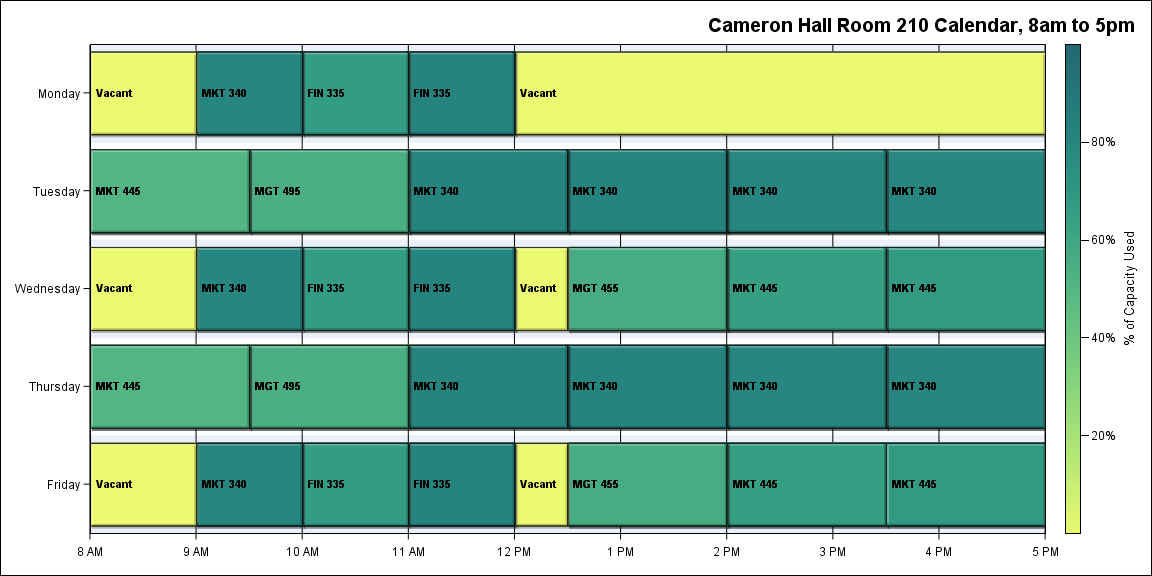 Cameron Hall Room 210 Calendar, 8am to 5pm
Monday
Vacant
MKT 340
FIN 335
FIN 335
Vacant
Tuesday
MKT 445
MGT 495
MKT 340
MKT 340
MKT 340
MKT 340
Wednesday
Vacant
MKT 340
FIN 335
FIN 335
Vacant
MGT 455
MKT 445
MKT 445
Thursday
MKT 445
MGT 495
MKT 340
MKT 340
MKT 340
MKT 340
Friday
Vacant
MKT 340
FIN 335
FIN 335
Vacant
MGT 455
MKT 445
MKT 445
8 AM
9 AM
10 AM
11 AM
12 PM
1 PM
2 PM
3 PM
4 PM
5 PM
80%
60%
40%
20%
% of Capacity Used